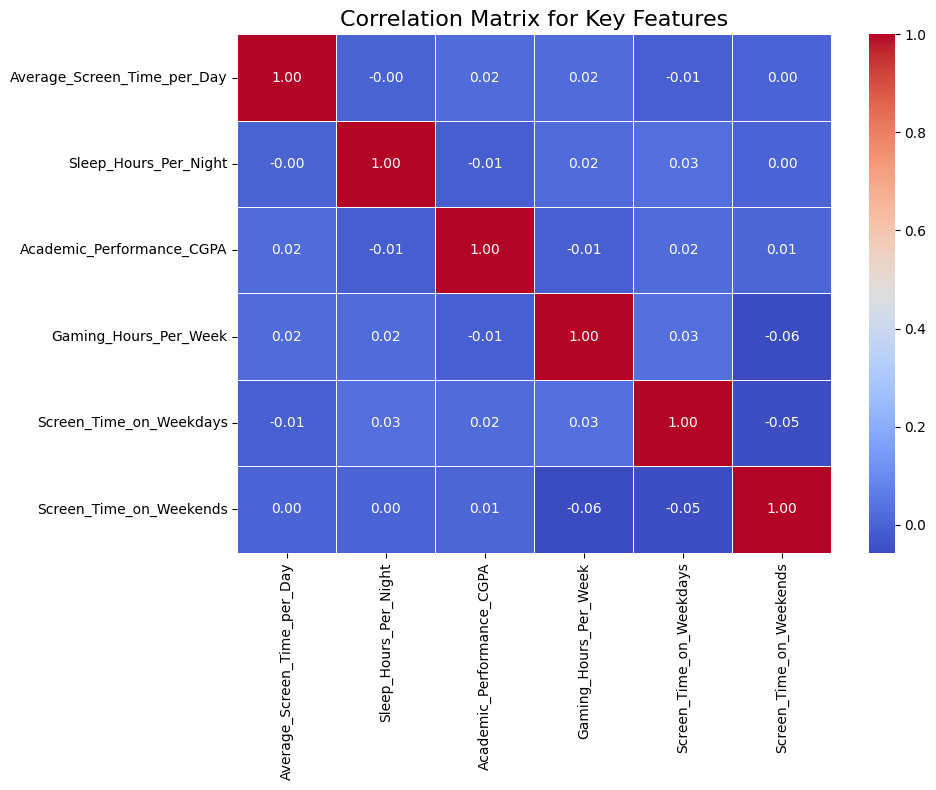 Correlation Matrix for Key Features
Average_Screen_Time_per_Day 1.00 -0.00 0.02 0.02 -0.01 0.00
Sleep_Hours_Per_Night -0.00 1.00 -0.01 0.02 0.03 0.00
Academic_Performance_CGPA 0.02 -0.01 1.00 -0.01 0.02 0.01
Gaming_Hours_Per_Week 0.02 0.02 -0.01 1.00 0.03 -0.06
Screen_Time_on_Weekdays -0.01 0.03 0.02 0.03 1.00 -0.05
Screen_Time_on_Weekends 0.00 0.00 0.01 -0.06 -0.05 1.00
Average_Screen_Time_per_Day
Sleep_Hours_Per_Night
Academic_Performance_CGPA
Gaming_Hours_Per_Week
Screen_Time_on_Weekdays
Screen_Time_on_Weekends
1.0
0.8
0.6
0.4
0.2
0.0